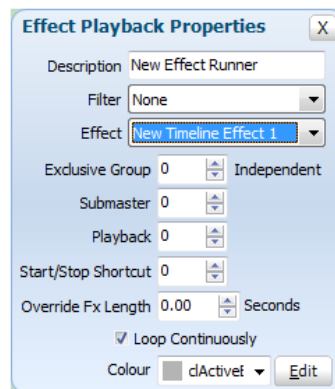 Effect Playback Properties X
Description New Effect Runner
Filter None
Effect New Timeline Effect 1
Exclusive Group 0 Independent
Submaster 0
Playback 0
Start/Stop Shortcut 0
Override Fx Length 0.00 Seconds
Loop Continuously
Colour Edit